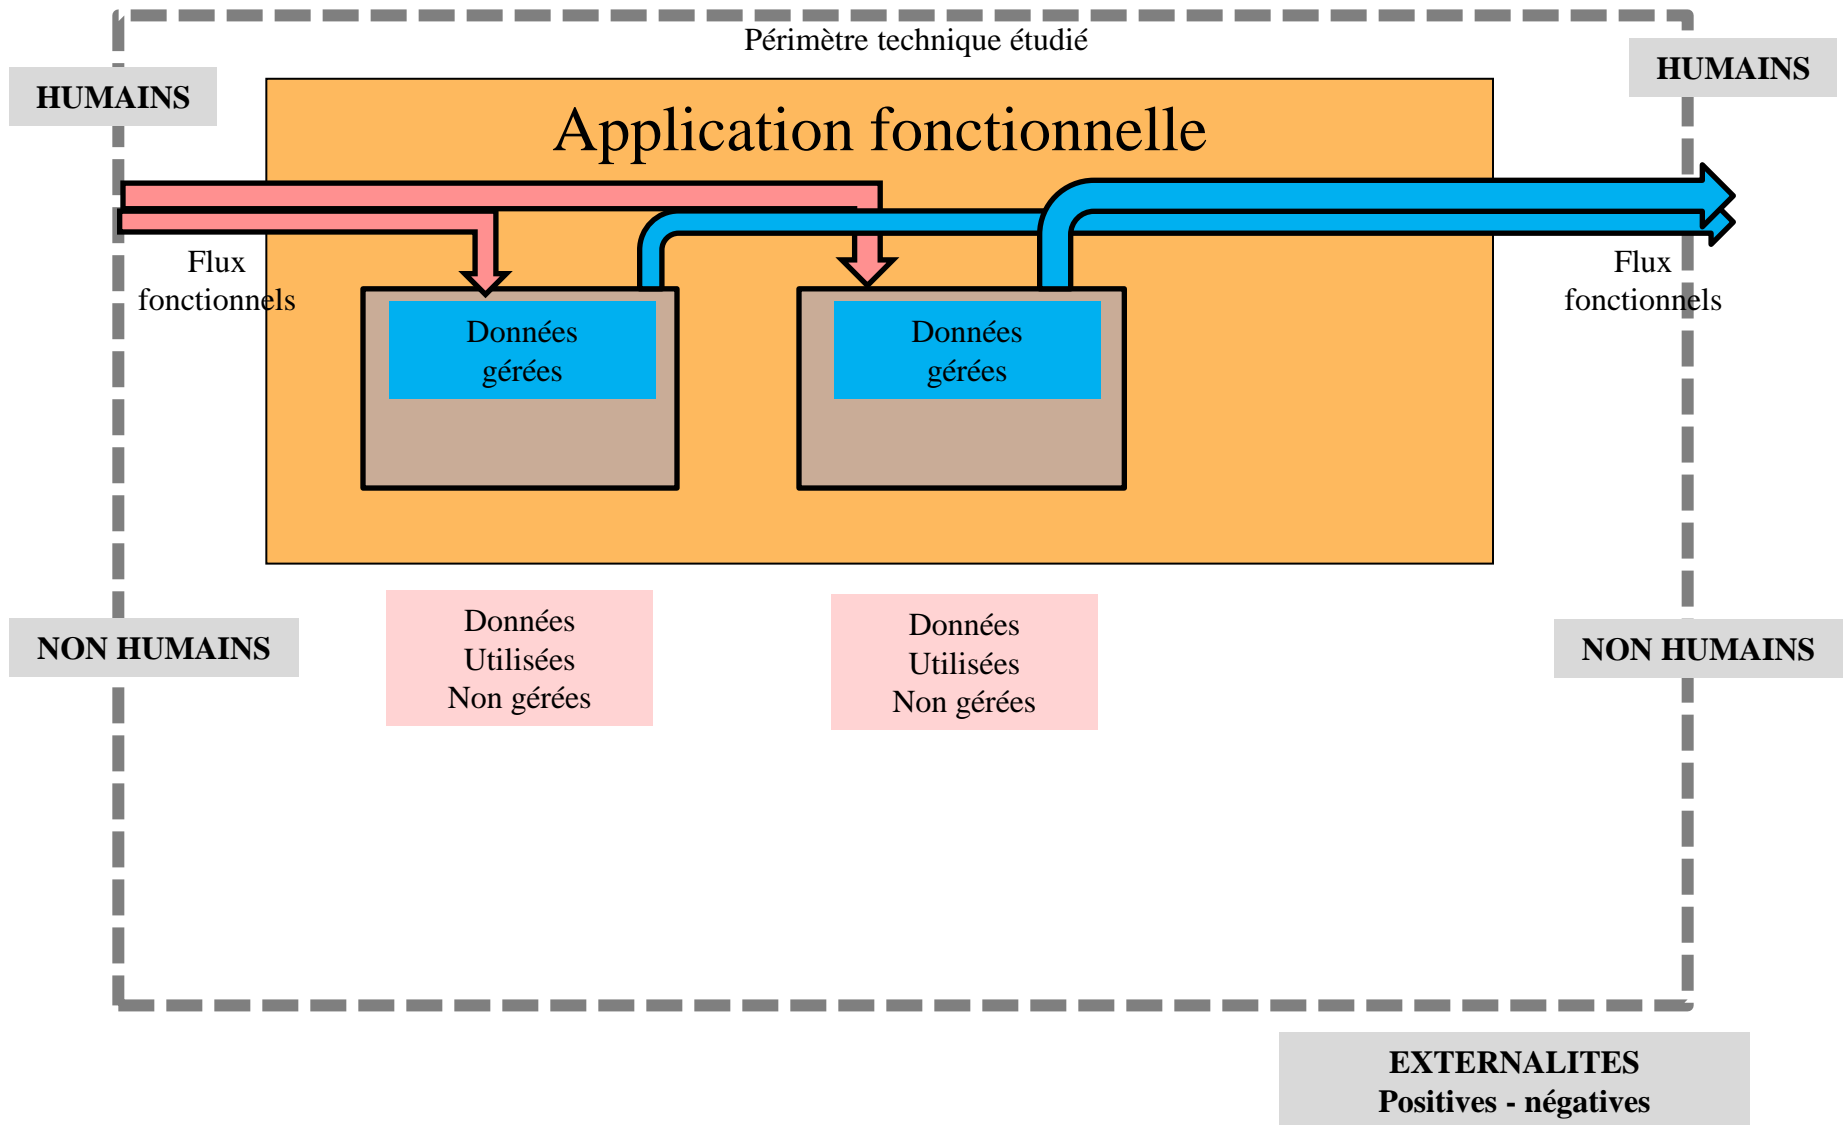 Périmètre technique étudié
HUMAINS
HUMAINS
Application fonctionnelle
Flux
fonctionnels
Flux
fonctionnels
Données
gérées
Données
gérées
NON HUMAINS
Données
Utilisées
Non gérées
Données
Utilisées
Non gérées
NON HUMAINS
EXTERNALITES
Positives - négatives